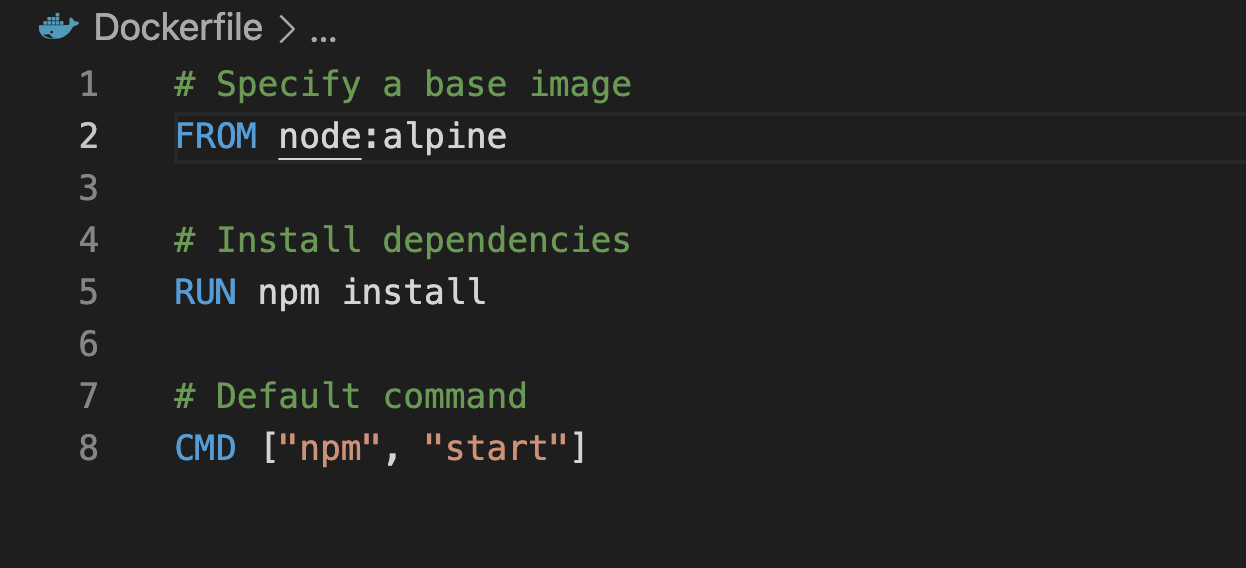 Dockerfile > ...
1 # Specify a base image
2 FROM node:alpine
3
4 # Install dependencies
5 RUN npm install
6
7 # Default command
8 CMD ["npm", "start"]